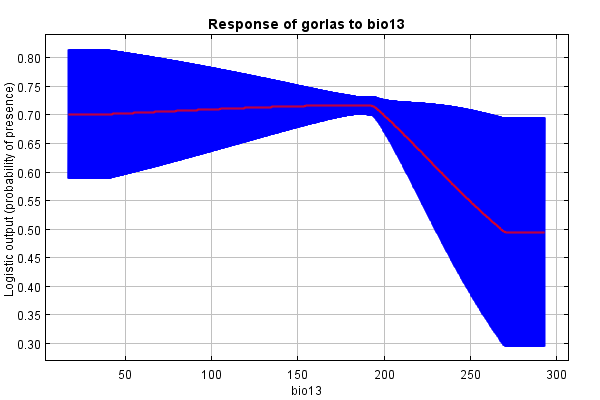 Response of gorlas to bio13
Logistic output (probability of presence)
0.80
0.75
0.70
0.65
0.60
0.55
0.50
0.45
0.40
0.35
0.30
50 100 150 200 250 300
bio13